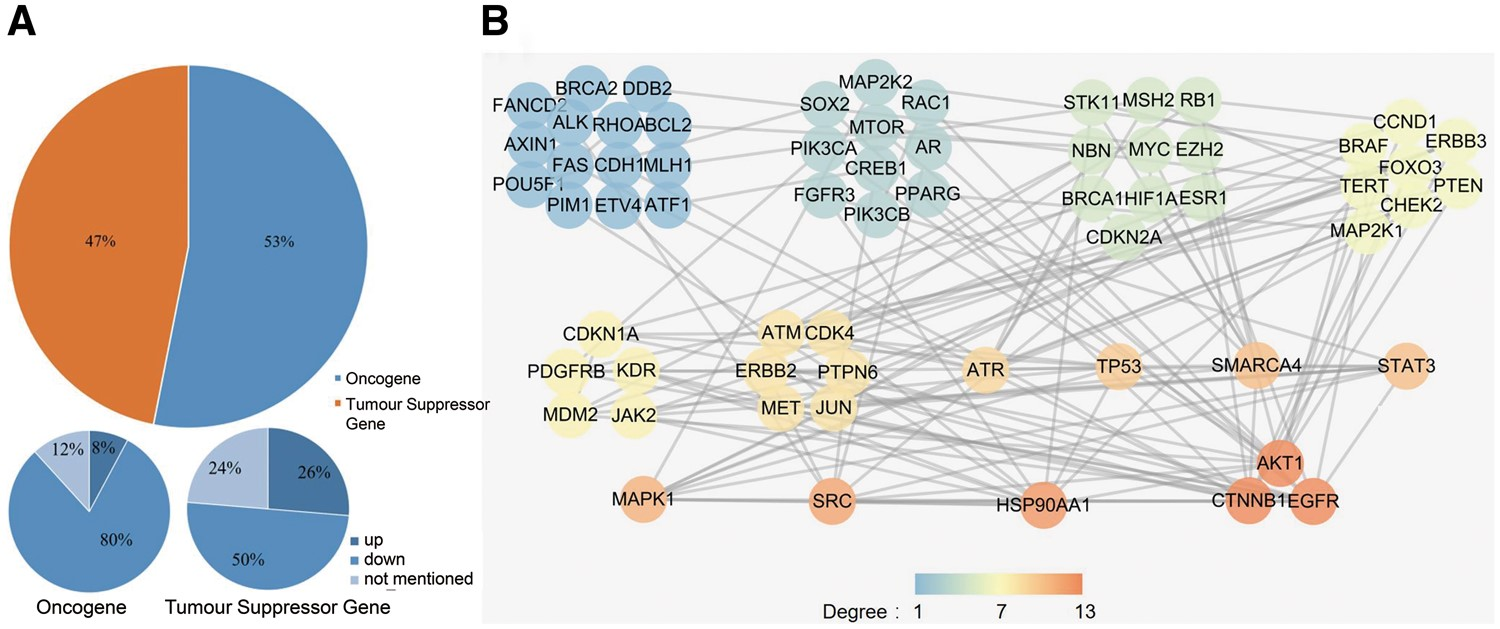 A
47%
53%
Oncogene
Tumour Suppressor
Gene
12%
8%
80%
24%
26%
50%
up
down
not mentioned
Oncogene
Tumour Suppressor Gene
B
BRCA2 DDB2
FANCD2
ALK RHOA BCL2
AXIN1
FAS CDH1 MLH1
POU5F1
PIM1 ETV4 ATF1
MAP2K2
SOX2 RAC1
MTOR
PIK3CA AR
CREB1
FGFR3 PPARG
PIK3CB
STK11 MSH2 RB1
NBN MYC EZH2
BRCA1 HIF1A ESR1
CDKN2A
CCND1
BRAF ERBB3
FOXO3
TERT PTEN
CHEK2
MAP2K1
CDKN1A
PDGFRB KDR
MDM2 JAK2
ATM CDK4
ERBB2 PTPN6
MET JUN
ATR
TP53
SMARCA4
STAT3
MAPK1
SRC
HSP90AA1
AKT1
CTNNB1 EGFR
Degree : 1 7 13